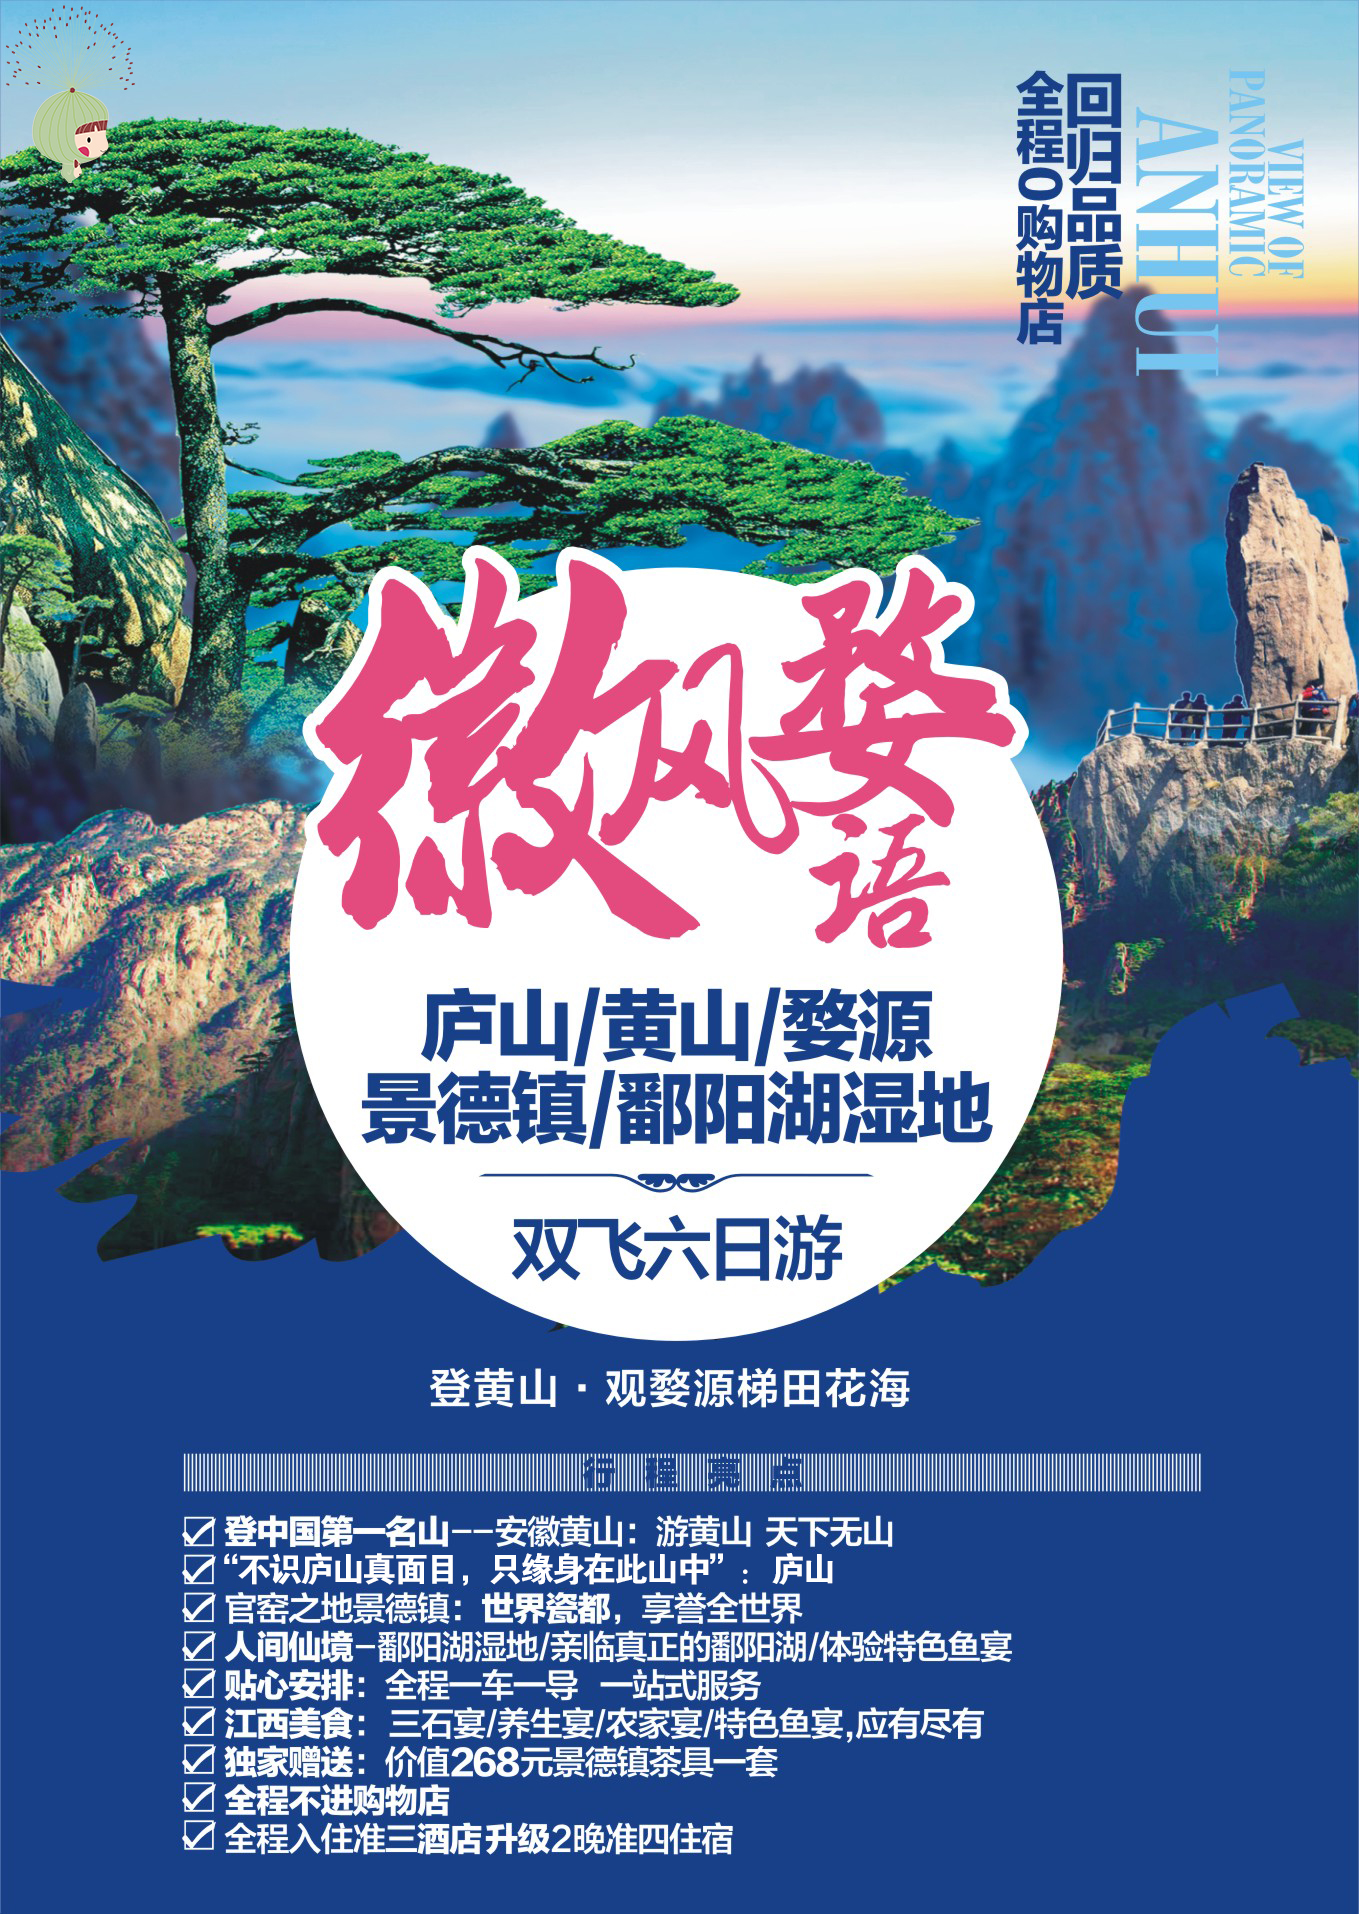 回归品质
全程0购物店
VIEW OF
PANORAMIC
ANHUI
徽风婺语
庐山/黄山/婺源
景德镇/鄱阳湖湿地
双飞六日游
登黄山·观婺源梯田花海
行程亮点
登中国第一名山--安徽黄山：游黄山 天下无山
“不识庐山真面目，只缘身在此山中”：庐山
官窑之地景德镇：世界瓷都，享誉全世界
人间仙境-鄱阳湖湿地/亲临真正的鄱阳湖/体验特色鱼宴
贴心安排：全程一车一导 一站式服务
江西美食：三石宴/养生宴/农家宴/特色鱼宴,应有尽有
独家赠送：价值268元景德镇茶具一套
全程不进购物店
全程入住准三酒店升级2晚准四住宿